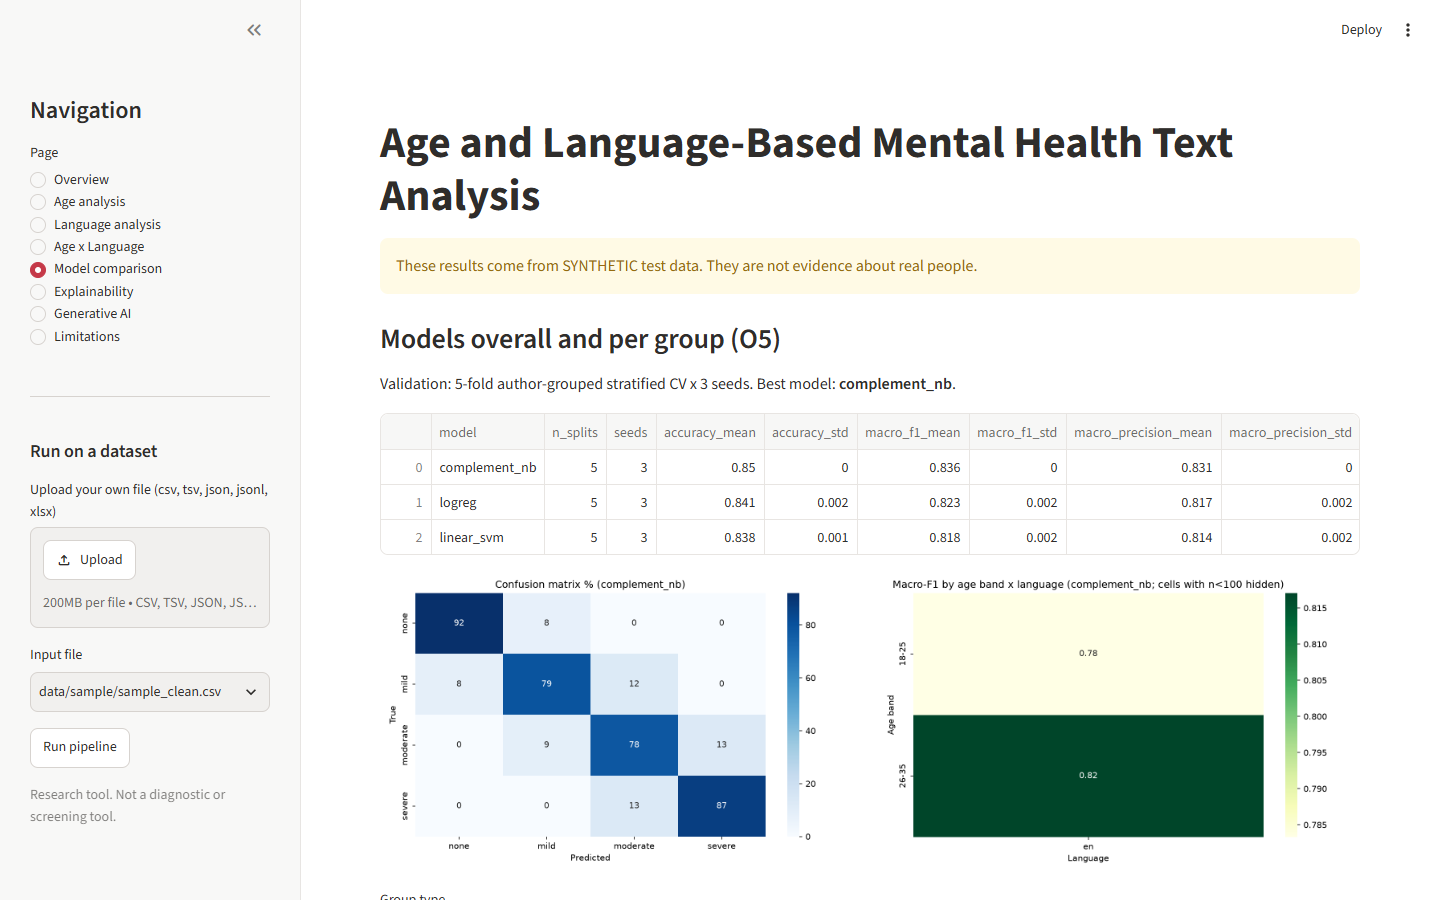 Deploy
Navigation
Page
Overview
Age analysis
Language analysis
Age x Language
Model comparison
Explainability
Generative AI
Limitations
Run on a dataset
Upload your own file (csv, tsv, json, jsonl,
xlsx)
Upload
200MB per file • CSV, TSV, JSON, JS...
Input file
data/sample/sample_clean.csv
Run pipeline
Research tool. Not a diagnostic or
screening tool.
Age and Language-Based Mental Health Text
Analysis
These results come from SYNTHETIC test data. They are not evidence about real people.
Models overall and per group (O5)
Validation: 5-fold author-grouped stratified CV x 3 seeds. Best model: complement_nb.
model n_splits seeds accuracy_mean accuracy_std macro_f1_mean macro_f1_std macro_precision_mean macro_precision_std
0 complement_nb 5 3 0.85 0 0.836 0 0.831 0
1 logreg 5 3 0.841 0.002 0.823 0.002 0.817 0.002
2 linear_svm 5 3 0.838 0.001 0.818 0.002 0.814 0.002
Confusion matrix % (complement_nb)
none 92 8 0 0
mild 8 79 12 0
moderate 0 9 78 13
severe 0 0 13 87
True
none mild moderate severe
Predicted
80
60
40
20
0
Macro-F1 by age band x language (complement_nb; cells with n<100 hidden)
18-25 0.78
26-35 0.82
Age band
en
Language
0.815
0.810
0.805
0.800
0.795
0.790
0.785
Group type